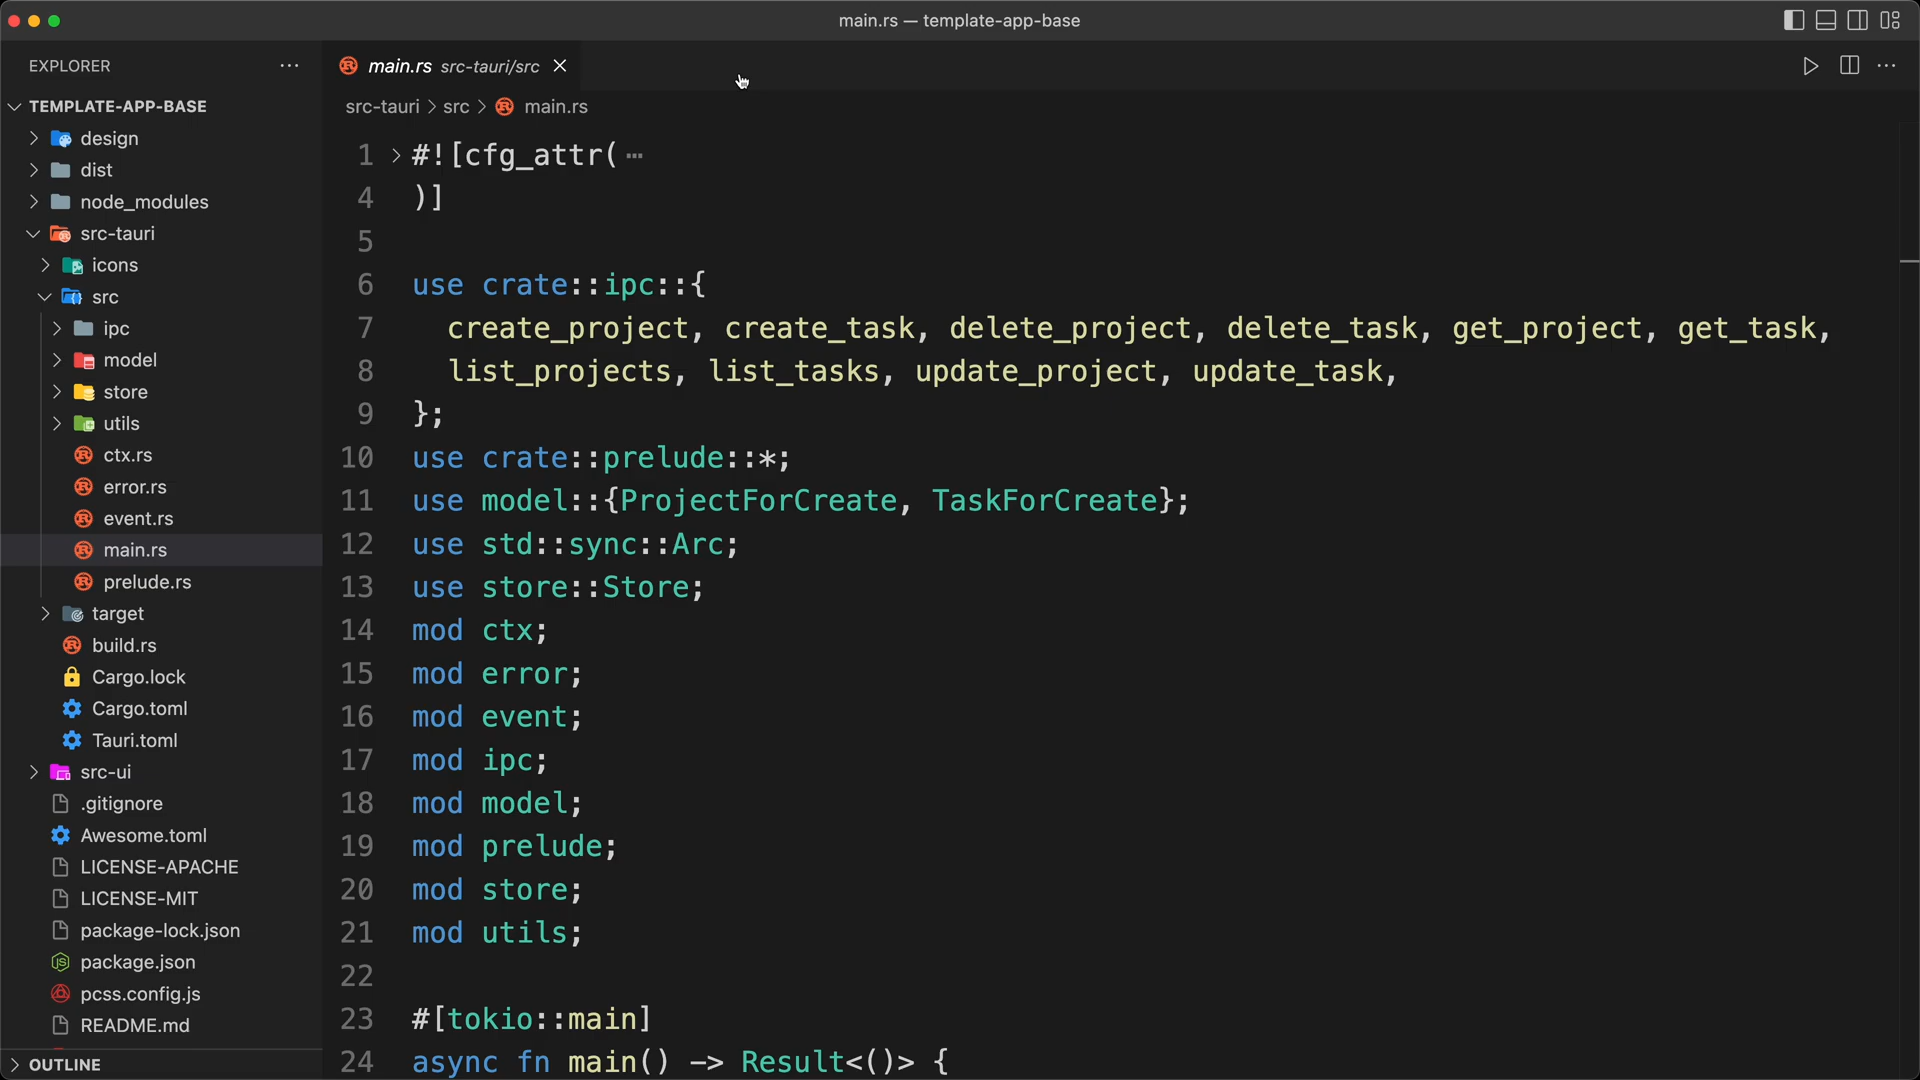 main.rs — template-app-base
EXPLORER
TEMPLATE-APP-BASE
design
dist
node_modules
src-tauri
icons
src
ipc
model
store
utils
ctx.rs
error.rs
event.rs
main.rs
prelude.rs
target
build.rs
Cargo.lock
Cargo.toml
Tauri.toml
src-ui
.gitignore
Awesome.toml
LICENSE-APACHE
LICENSE-MIT
package-lock.json
package.json
pcss.config.js
README.md
OUTLINE
main.rs src-tauri/src
src-tauri > src > main.rs
1 #![cfg_attr( ⋯
4 )]
5
6 use crate::ipc::{
7 create_project, create_task, delete_project, delete_task, get_project, get_task,
8 list_projects, list_tasks, update_project, update_task,
9 };
10 use crate::prelude::*;
11 use model::{ProjectForCreate, TaskForCreate};
12 use std::sync::Arc;
13 use store::Store;
14 mod ctx;
15 mod error;
16 mod event;
17 mod ipc;
18 mod model;
19 mod prelude;
20 mod store;
21 mod utils;
22
23 #[tokio::main]
24 async fn main() -> Result<()> {